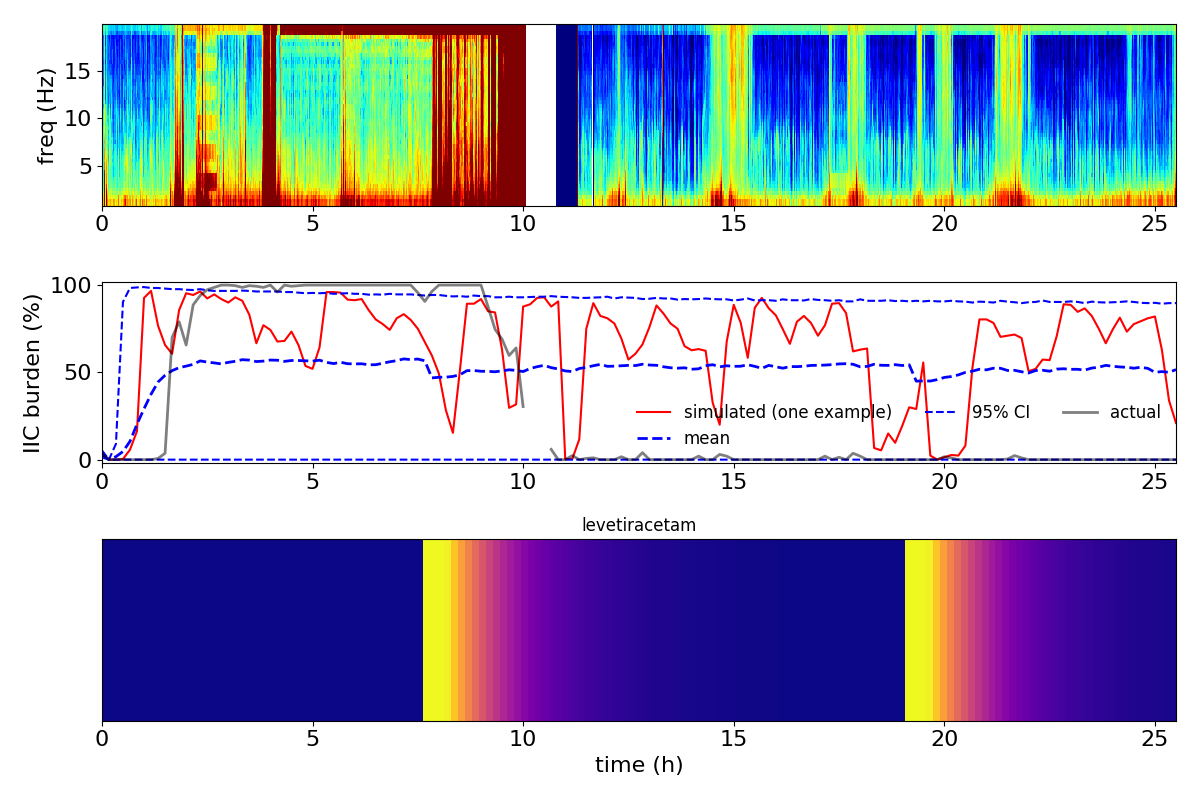 freq (Hz)
15
10
5
0 5 10 15 20 25
IIC burden (%)
100
50
0
simulated (one example)
mean
95% CI
actual
0 5 10 15 20 25
levetiracetam
0 5 10 15 20 25
time (h)